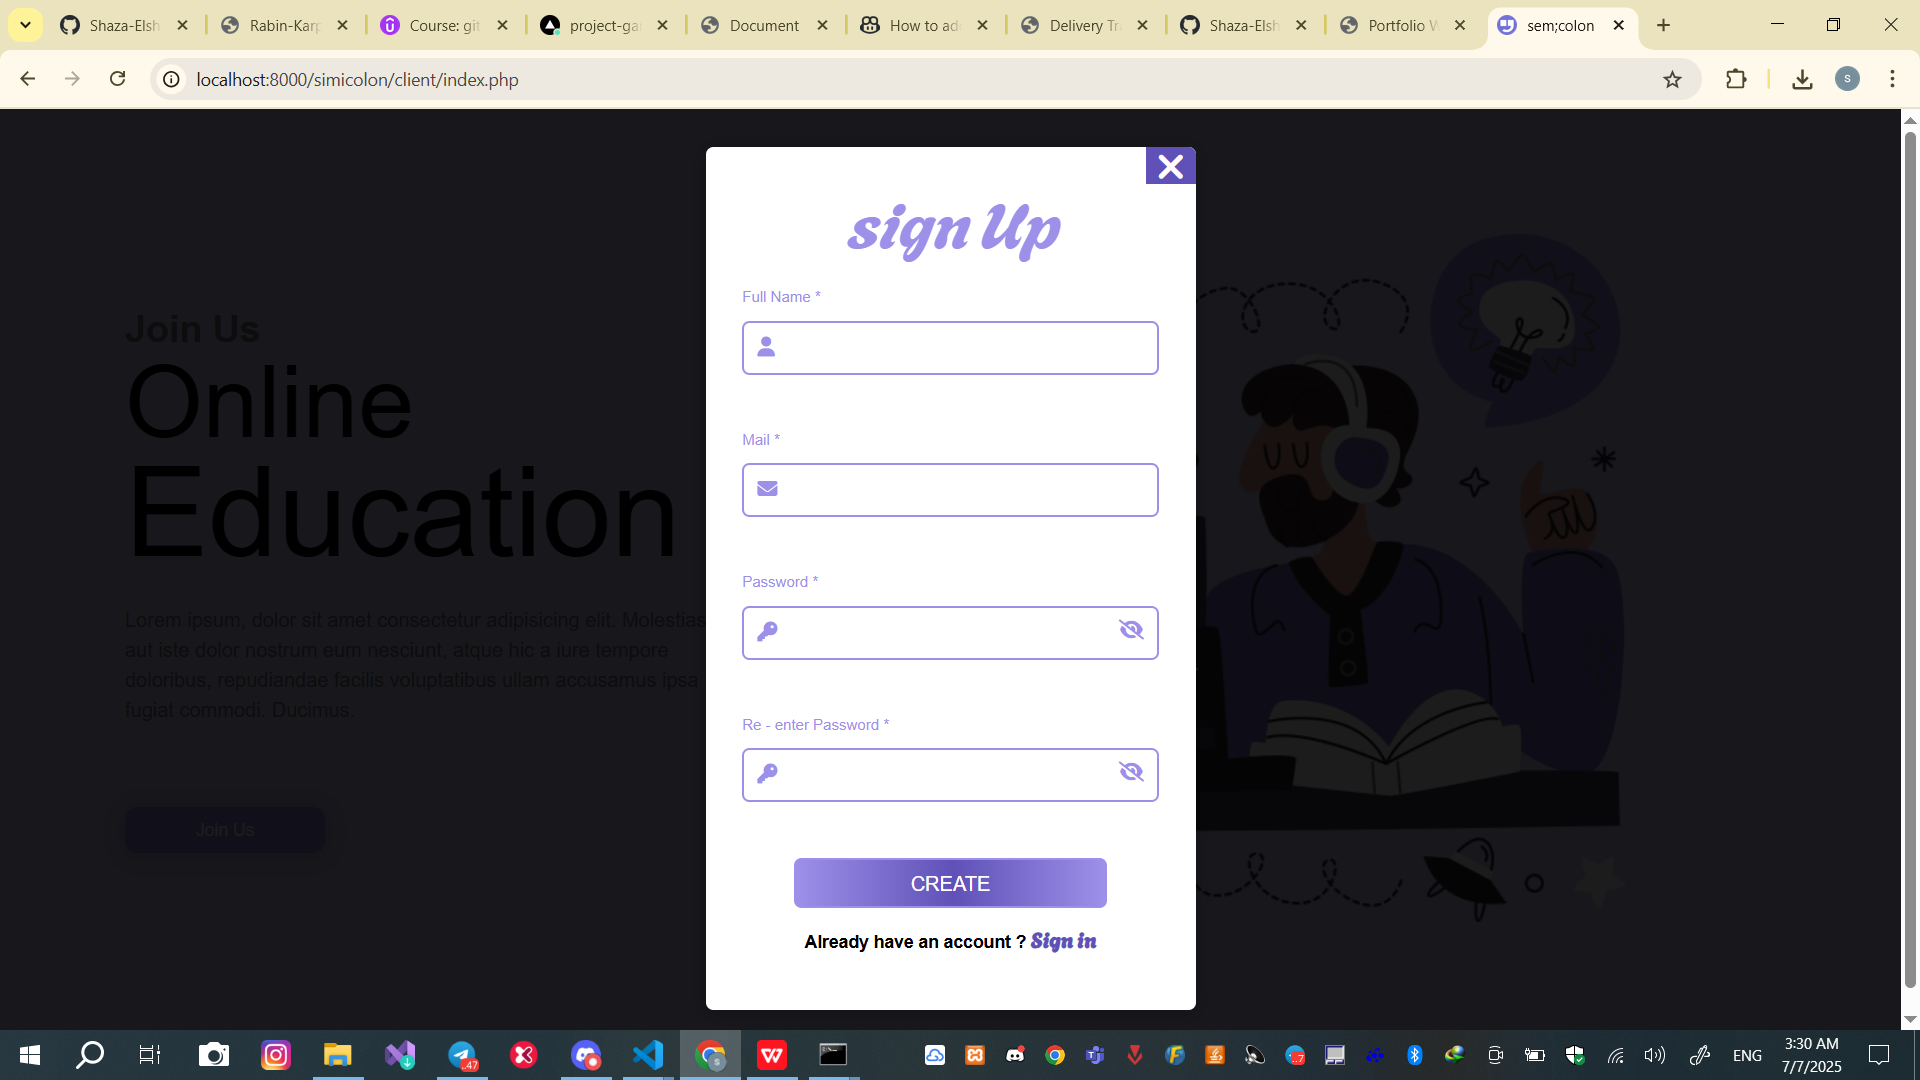 Shaza-Elsh
Rabin-Karp
Course: git
project-gar
Document
How to add
Delivery Tr
Shaza-Elsh
Portfolio W
sem;colon
localhost:8000/simicolon/client/index.php
sign Up
Full Name *
Mail *
Password *
Re - enter Password *
CREATE
Already have an account ? Sign in
Join Us
Online
Education
Lorem ipsum, dolor sit amet consectetur adipisicing elit. Molestias
aut iste dolor nostrum eum nesciunt, atque hic a iure tempore
doloribus, repudiandae facilis voluptatibus ullam accusamus ipsa
fugiat commodi. Ducimus.
Join Us
47
ENG
3:30 AM
7/7/2025